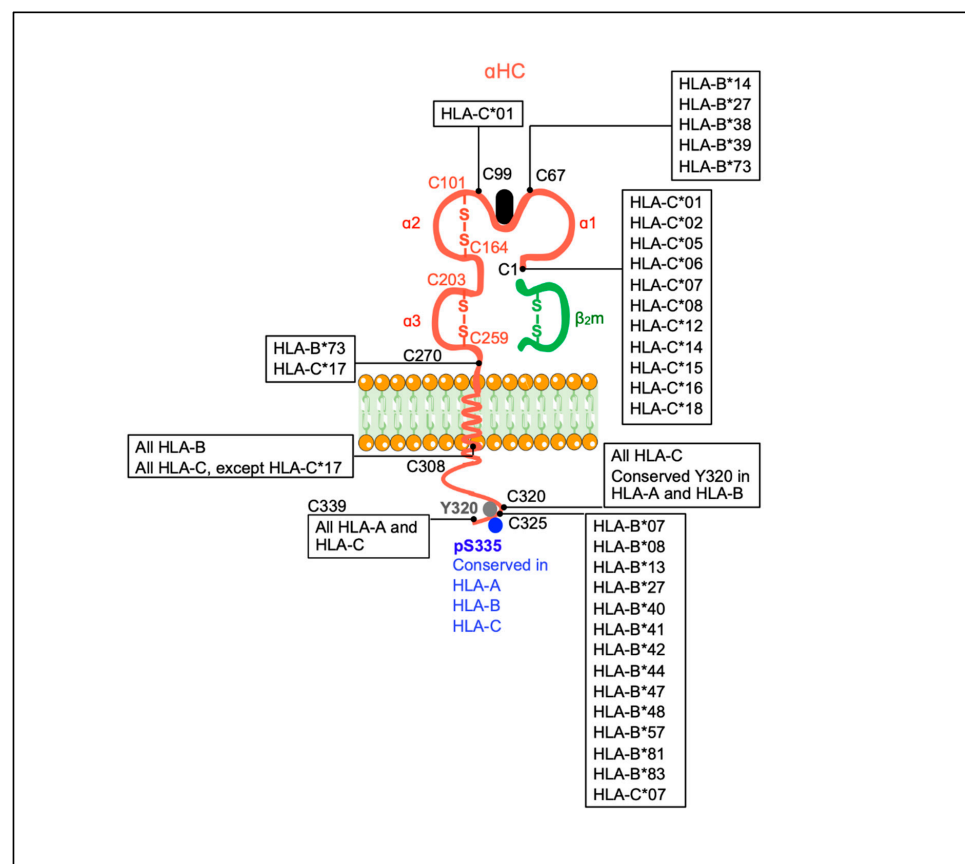 αHC
HLA-C*01
HLA-B*14
HLA-B*27
HLA-B*38
HLA-B*39
HLA-B*73
C99
C67
C101
S
S
C164
α2
α1
HLA-C*01
HLA-C*02
HLA-C*05
HLA-C*06
HLA-C*07
HLA-C*08
HLA-C*12
HLA-C*14
HLA-C*15
HLA-C*16
HLA-C*18
C1
C203
S
S
C259
α3
S
S
β2m
HLA-B*73
HLA-C*17
C270
All HLA-B
All HLA-C, except HLA-C*17
C308
All HLA-C
Conserved Y320 in
HLA-A and HLA-B
C320
Y320
C325
C339
All HLA-A and
HLA-C
pS335
Conserved in
HLA-A
HLA-B
HLA-C
HLA-B*07
HLA-B*08
HLA-B*13
HLA-B*27
HLA-B*40
HLA-B*41
HLA-B*42
HLA-B*44
HLA-B*47
HLA-B*48
HLA-B*57
HLA-B*81
HLA-B*83
HLA-C*07